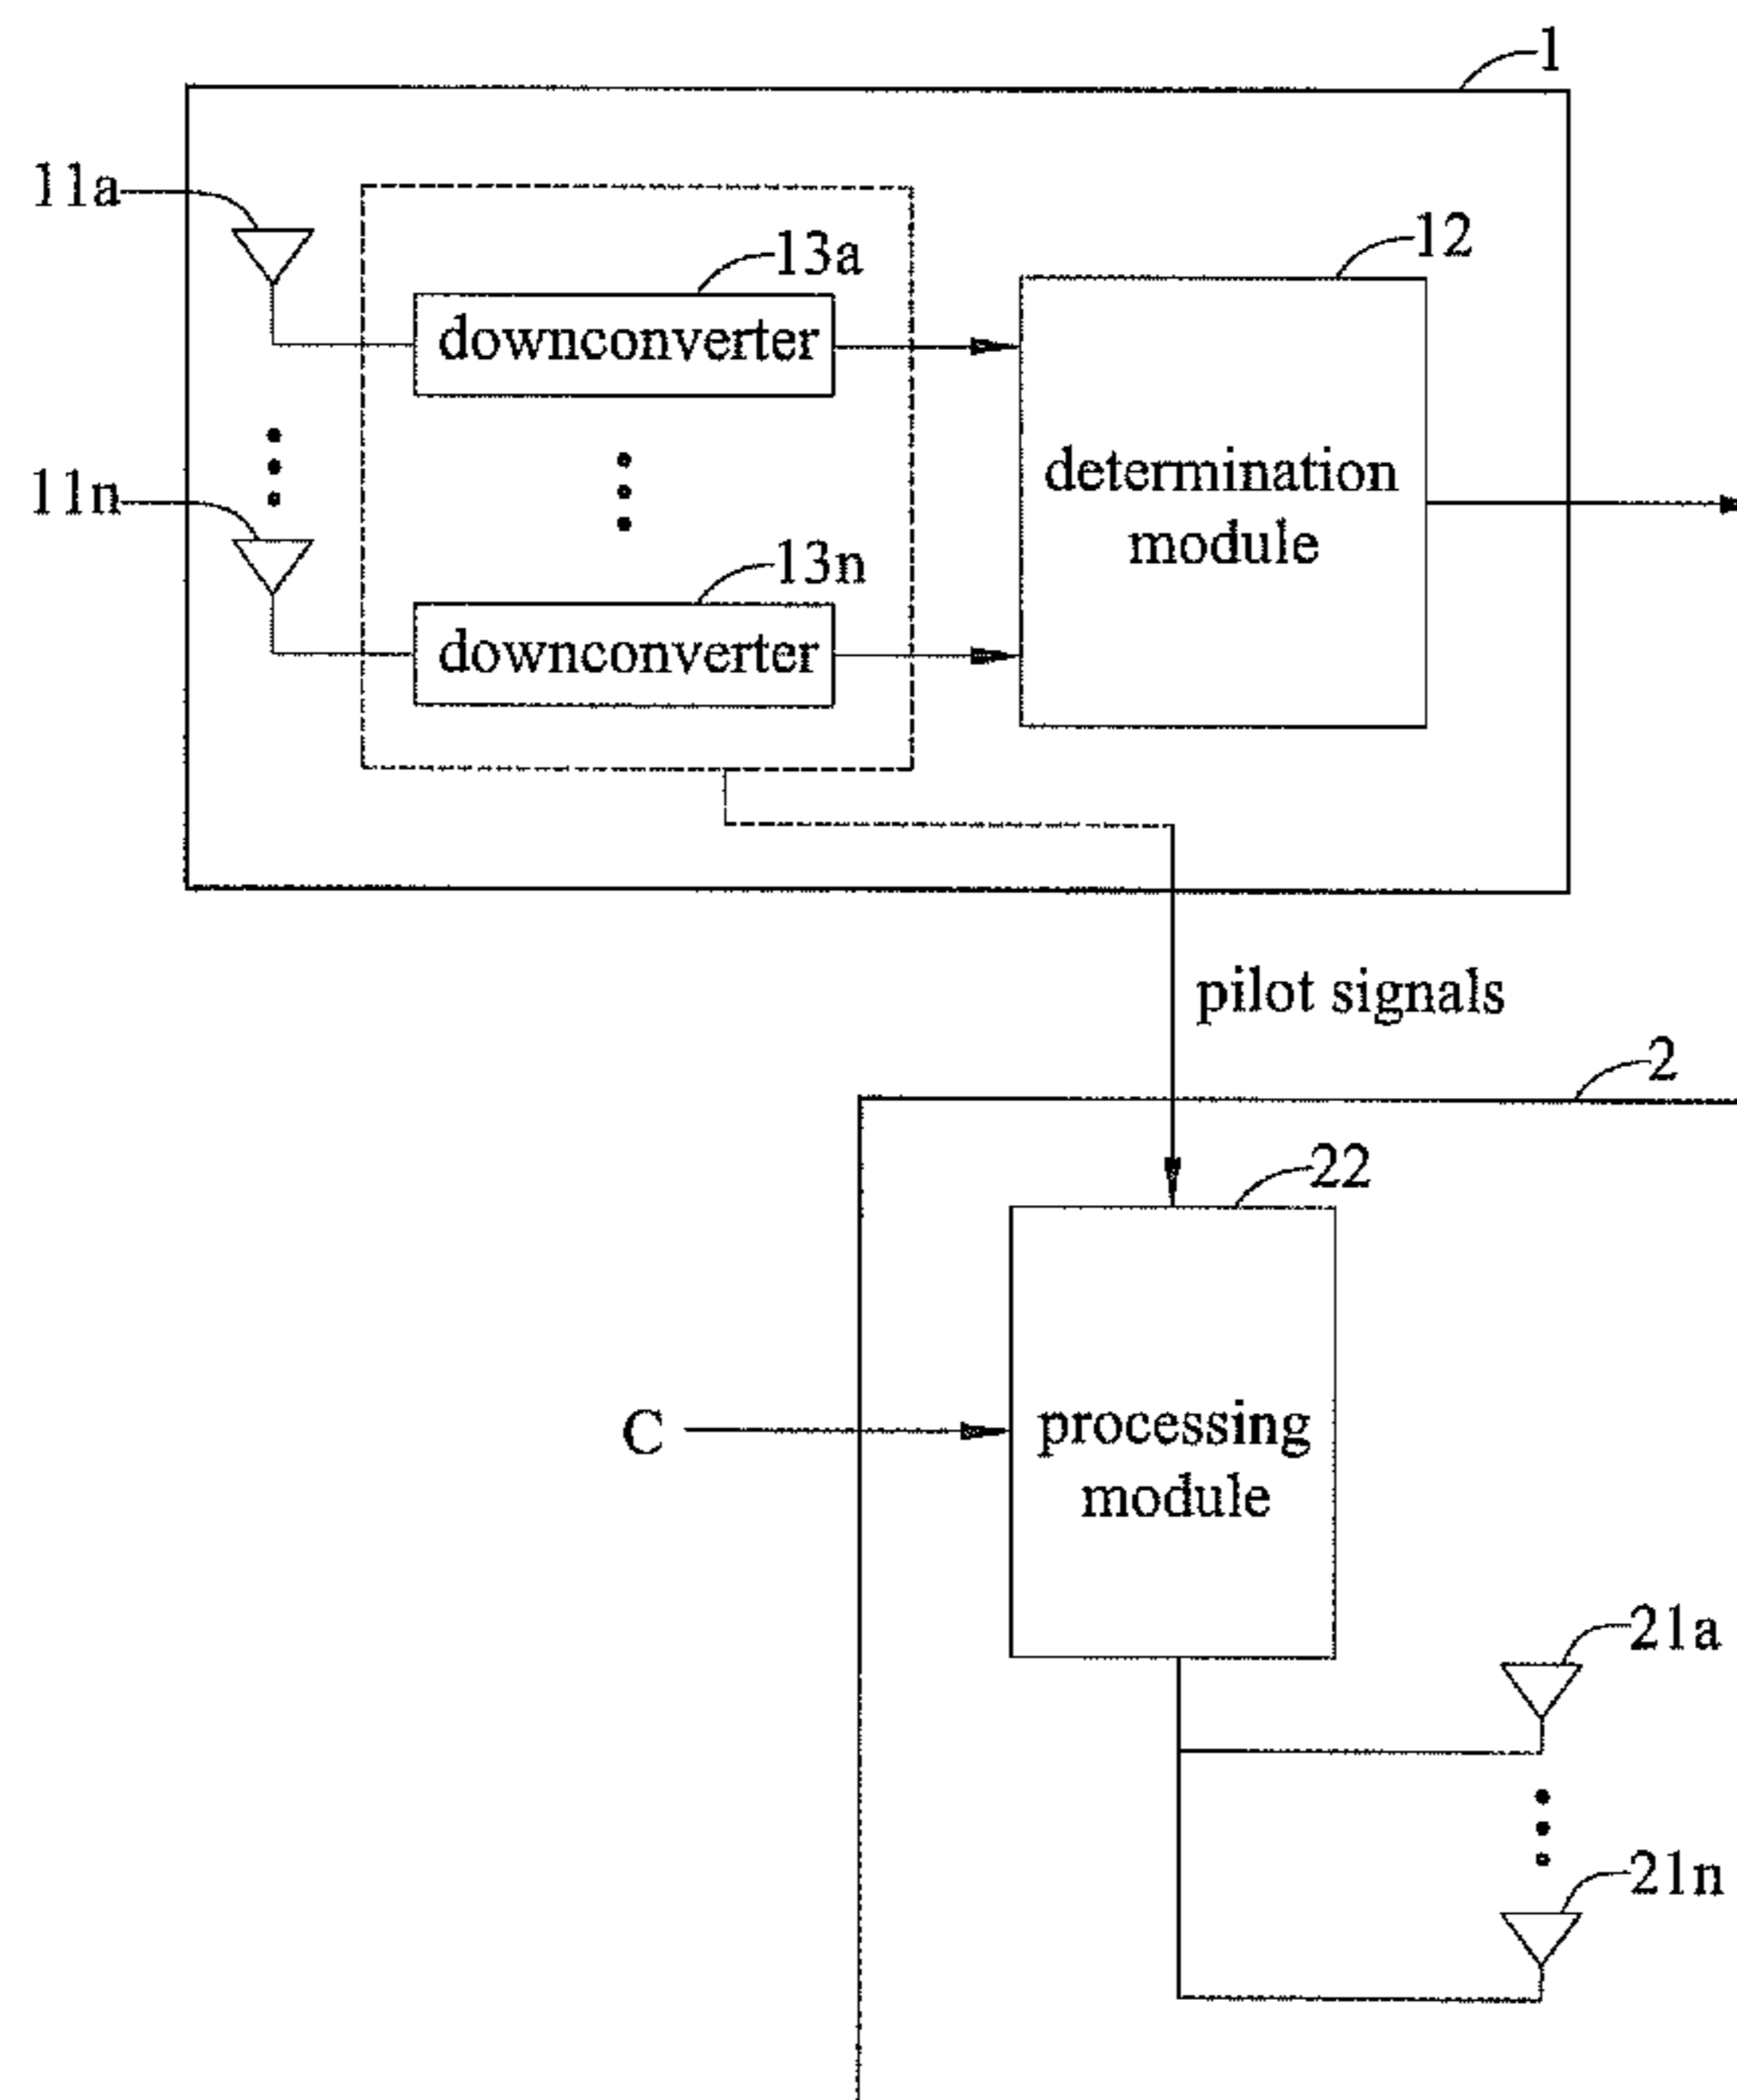 1
11a
13a
12
downconverter
determination
module
11n
13n
downconverter
pilot signals
2
22
C
processing
module
21a
21n